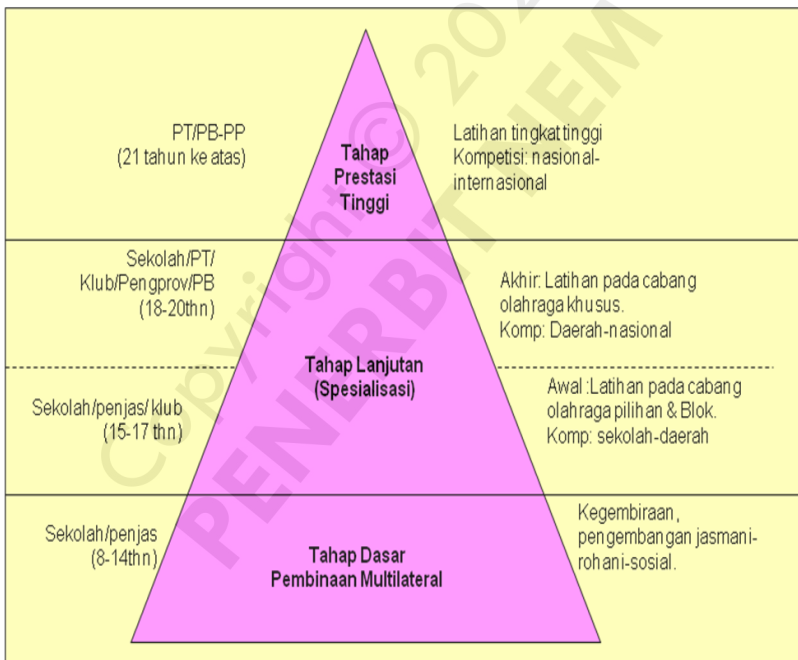 PT/PB-PP
(21 tahun ke atas)
Tahap
Prestasi
Tinggi
Latihan tingkat tinggi
Kompetisi: nasional-
internasional
Sekolah/PT/
Klub/Pengprov/PB
(18-20thn)
Akhir: Latihan pada cabang
olahraga khusus.
Komp: Daerah-nasional
Tahap Lanjutan
(Spesialisasi)
Sekolah/penjas/ klub
(15-17 thn)
Awal :Latihan pada cabang
olahraga pilihan & Blok.
Komp: sekolah-daerah
Sekolah/penjas
(8-14thn)
Tahap Dasar
Pembinaan Multilateral
Kegembiraan,
pengembangan jasmani-
rohani-sosial.
Copyright ©
PENERBIT NEM